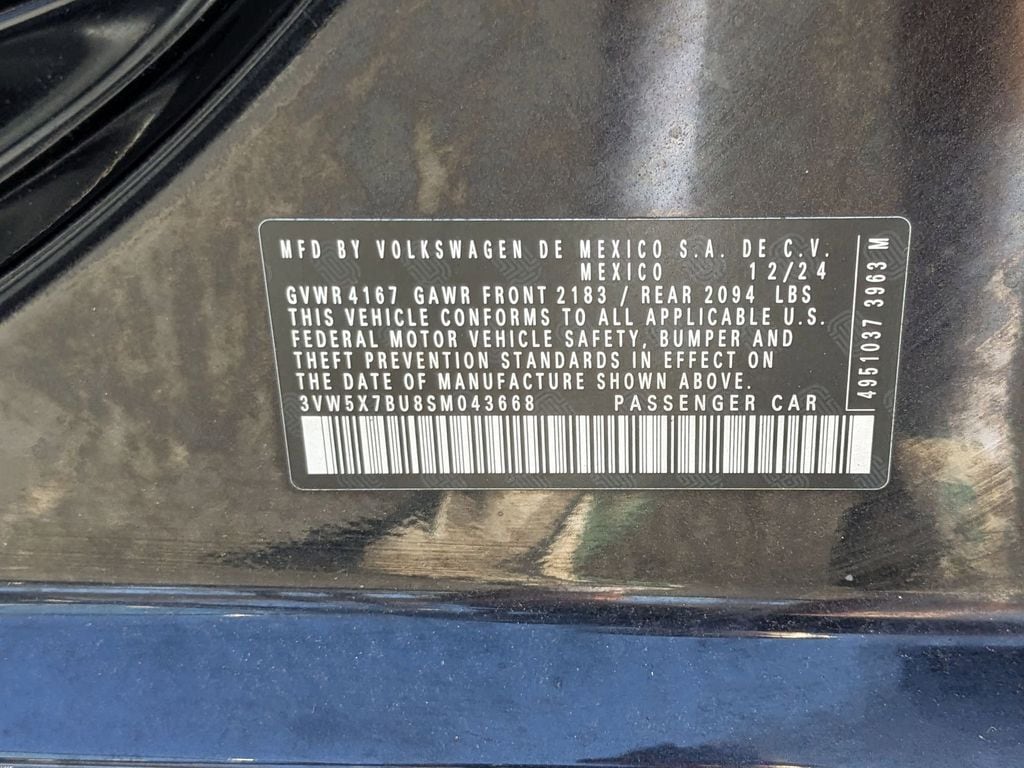 MFD BY VOLKSWAGEN DE MEXICO S.A. DE C.V.
MEXICO 12/24
GVWR 4167 GAWR FRONT 2183 / REAR 2094 LBS
THIS VEHICLE CONFORMS TO ALL APPLICABLE U.S.
FEDERAL MOTOR VEHICLE SAFETY, BUMPER AND
THEFT PREVENTION STANDARDS IN EFFECT ON
THE DATE OF MANUFACTURE SHOWN ABOVE.
3VW5X7BU8SM043668 PASSENGER CAR
4951037 3963 M